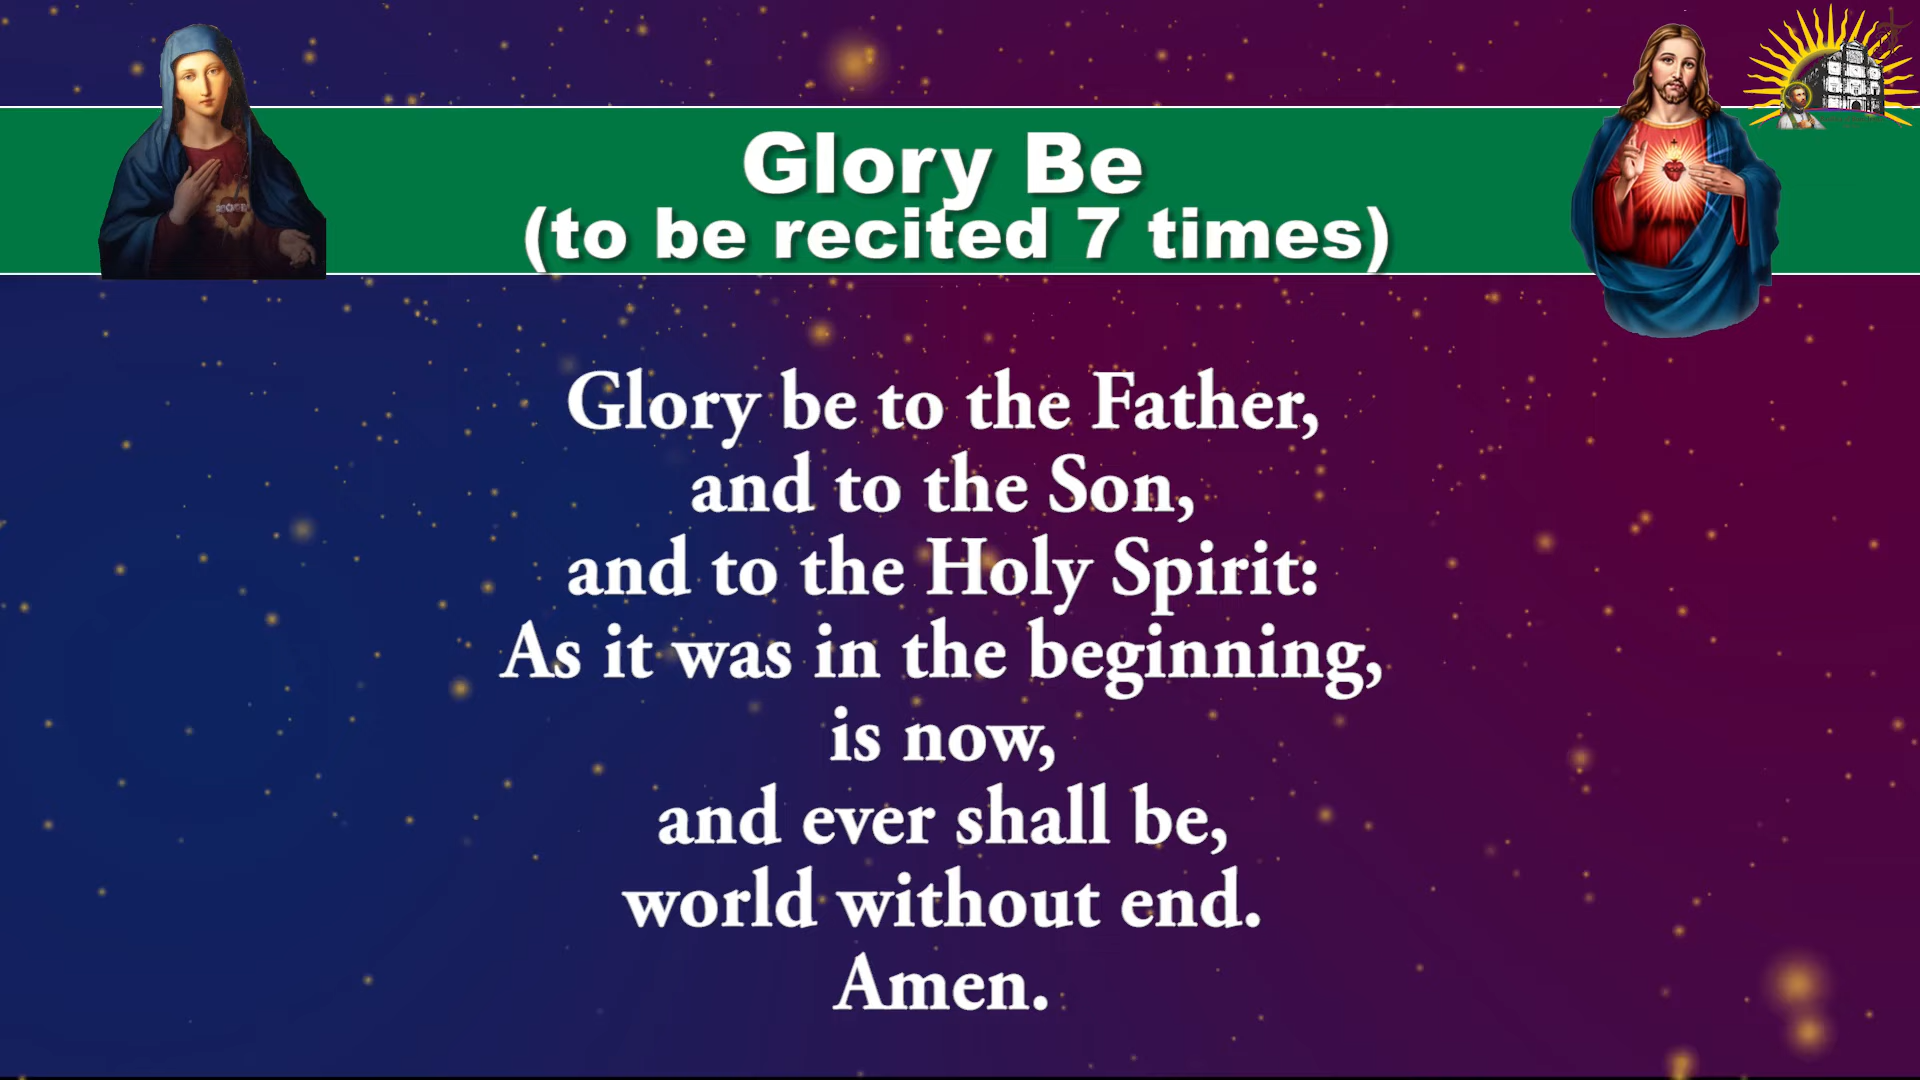 Glory Be
(to be recited 7 times)
Glory be to the Father,
and to the Son,
and to the Holy Spirit:
As it was in the beginning,
is now,
and ever shall be,
world without end.
Amen.